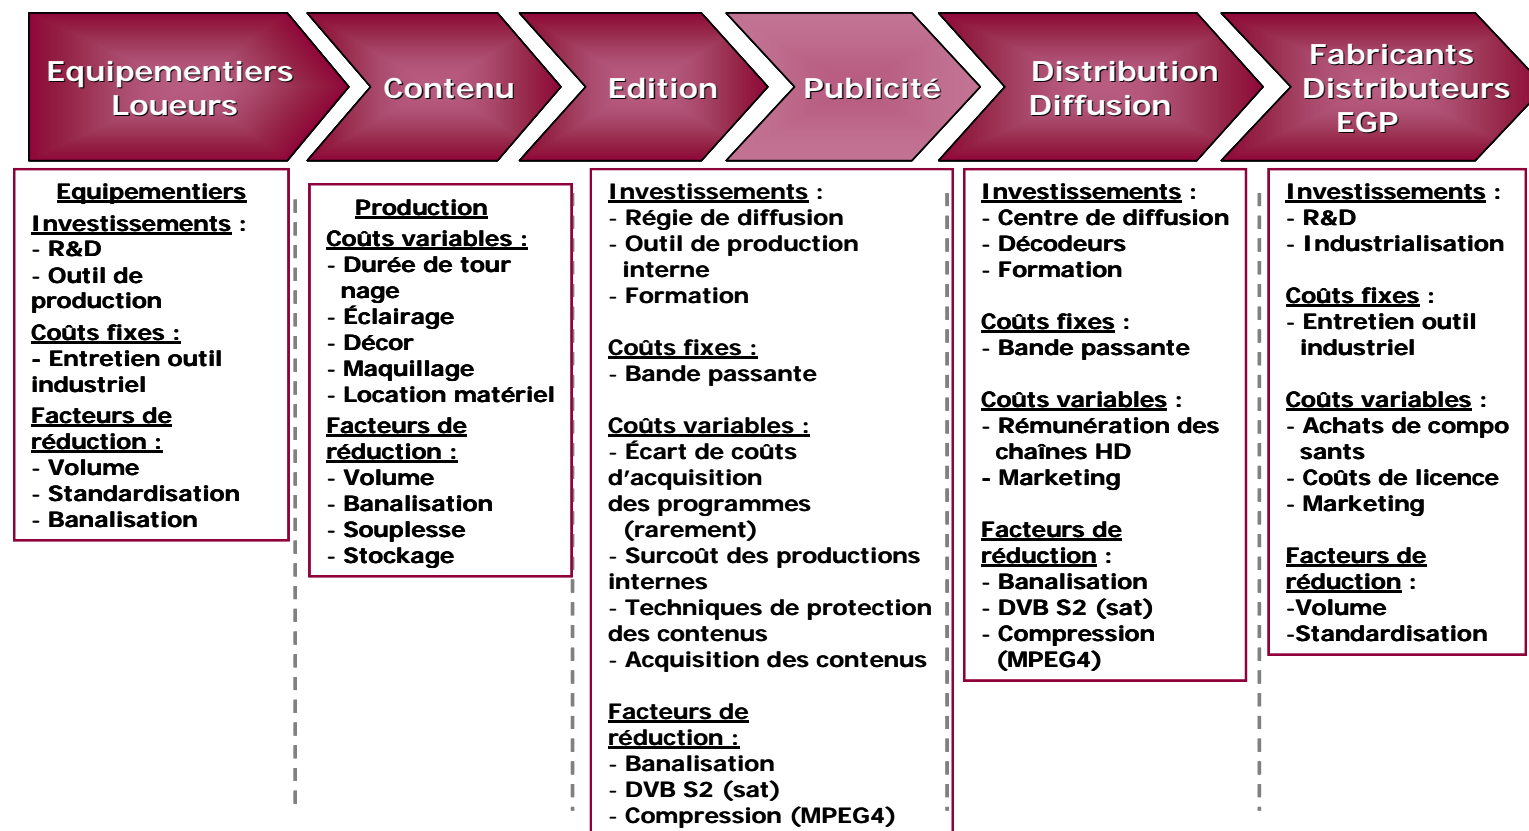 Equipementiers
Loueurs
Contenu
Edition
Publicité
Distribution
Diffusion
Fabricants
Distributeurs
EGP
Equipementiers
Investissements :
- R&D
- Outil de
production
Coûts fixes :
- Entretien outil
industriel
Facteurs de
réduction :
- Volume
- Standardisation
- Banalisation
Production
Coûts variables :
- Durée de tour
nage
- Éclairage
- Décor
- Maquillage
- Location matériel
Facteurs de
réduction :
- Volume
- Banalisation
- Souplesse
- Stockage
Investissements :
- Régie de diffusion
- Outil de production
interne
- Formation
Coûts fixes :
- Bande passante
Coûts variables :
- Écart de coûts
d'acquisition
des programmes
(rarement)
- Surcoût des productions
internes
- Techniques de protection
des contenus
- Acquisition des contenus
Facteurs de
réduction :
- Banalisation
- DVB S2 (sat)
- Compression (MPEG4)
Investissements :
- Centre de diffusion
- Décodeurs
- Formation
Coûts fixes :
- Bande passante
Coûts variables :
- Rémunération des
chaînes HD
- Marketing
Facteurs de
réduction :
- Banalisation
- DVB S2 (sat)
- Compression
(MPEG4)
Investissements :
- R&D
- Industrialisation
Coûts fixes :
- Entretien outil
industriel
Coûts variables :
- Achats de compo
sants
- Coûts de licence
- Marketing
Facteurs de
réduction :
-Volume
-Standardisation